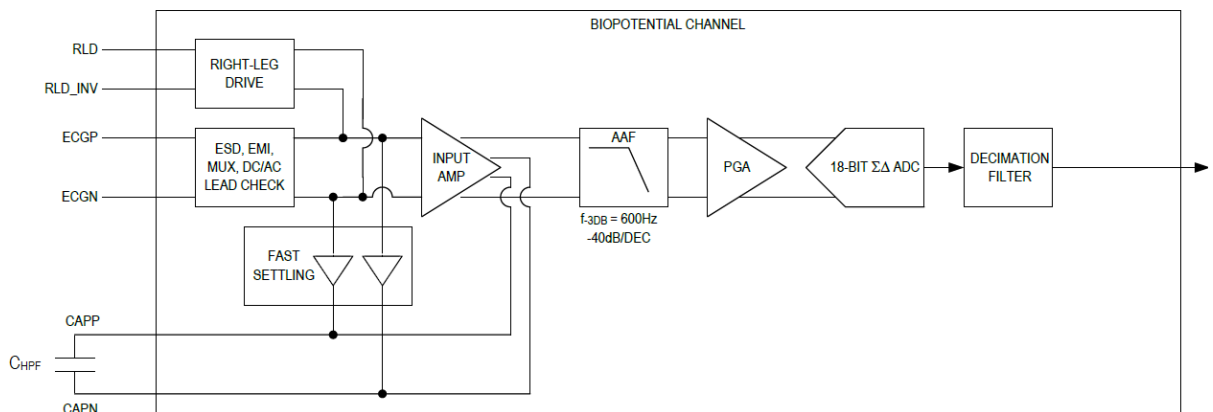 BIOPOTENTIAL CHANNEL
RLD
RLD_INV
RIGHT-LEG
DRIVE
ECGP
ECGN
ESD, EMI,
MUX, DC/AC
LEAD CHECK
INPUT
AMP
AAF
f-3DB = 600Hz
-40dB/DEC
PGA
18-BIT ΣΔ ADC
DECIMATION
FILTER
FAST
SETTLING
CAPP
CHPF
CAPN